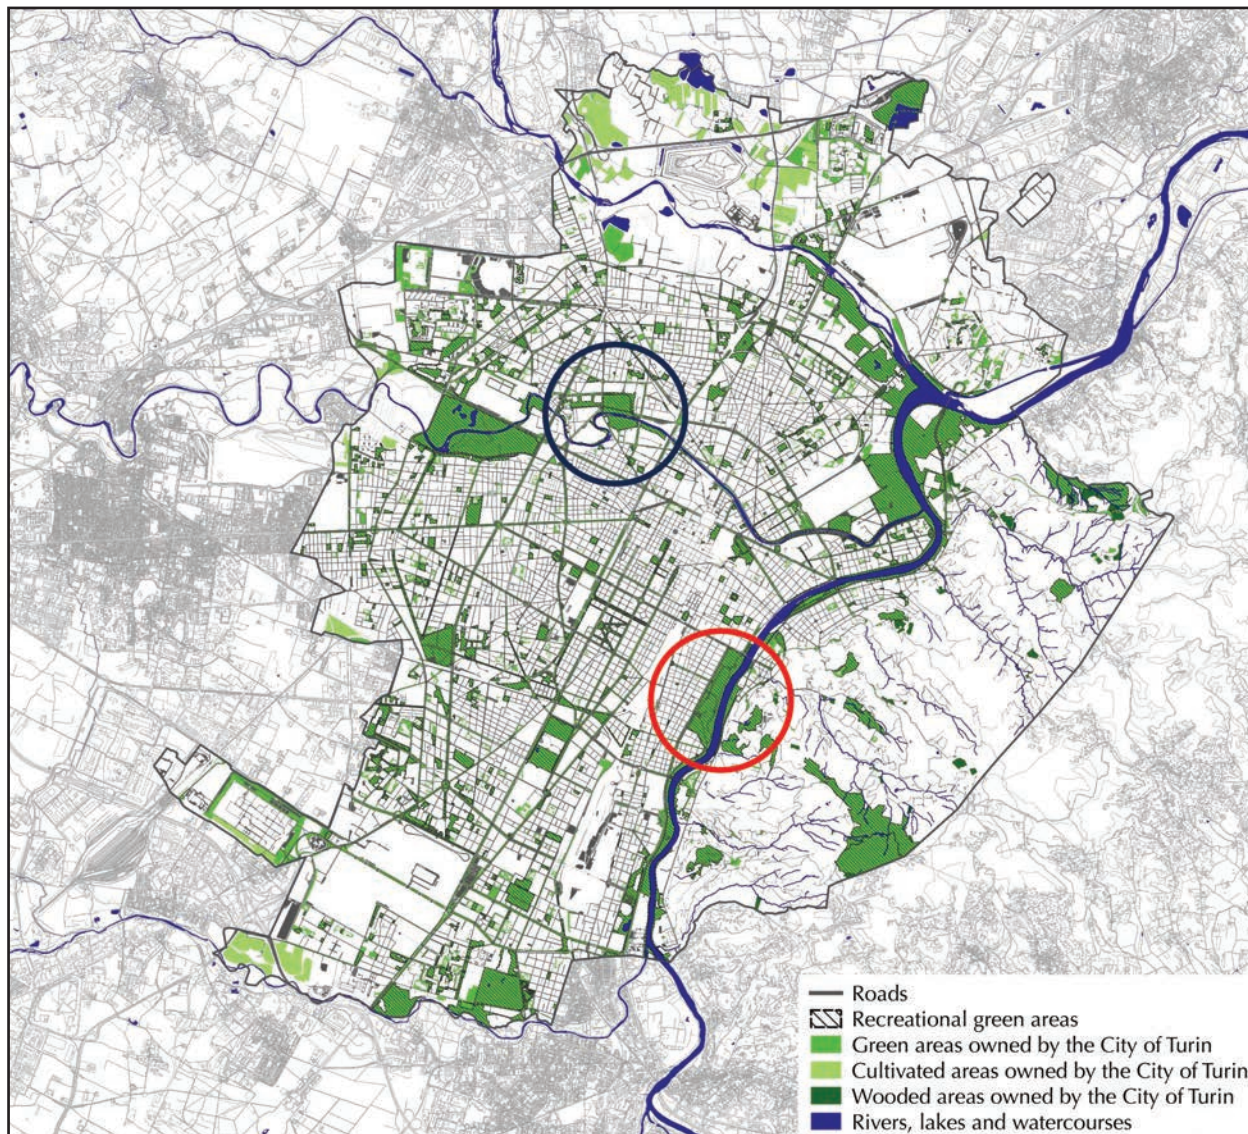 Roads
Recreational green areas
Green areas owned by the City of Turin
Cultivated areas owned by the City of Turin
Wooded areas owned by the City of Turin
Rivers, lakes and watercourses